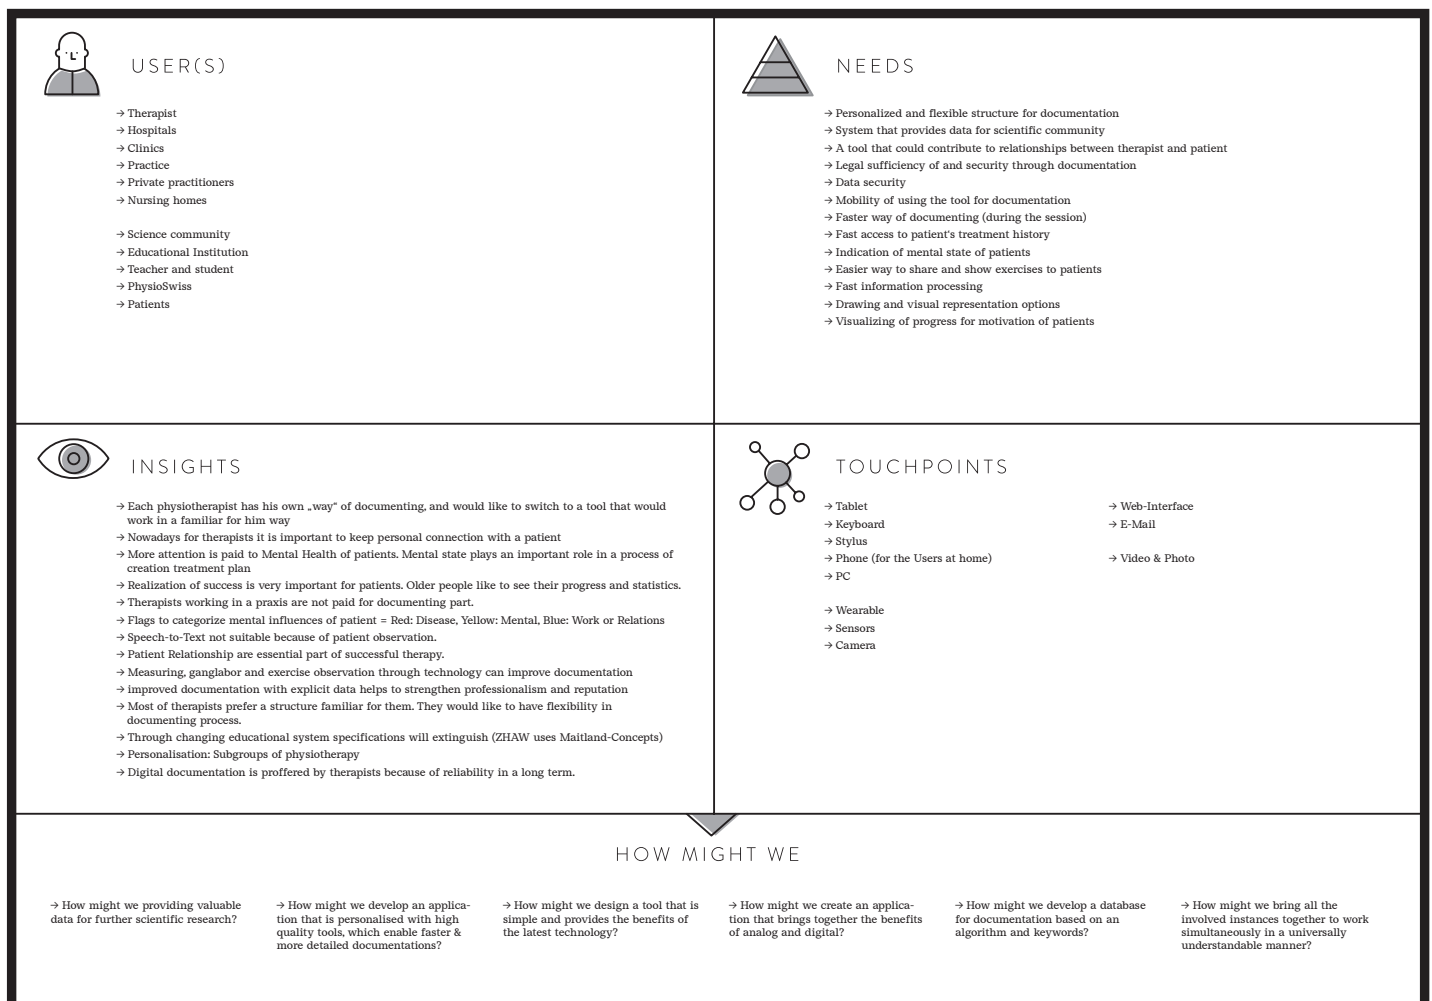 USER(S)
→ Therapist
→ Hospitals
→ Clinics
→ Practice
→ Private practitioners
→ Nursing homes
→ Science community
→ Educational Institution
→ Teacher and student
→ PhysioSwiss
→ Patients
NEEDS
→ Personalized and flexible structure for documentation
→ System that provides data for scientific community
→ A tool that could contribute to relationships between therapist and patient
→ Legal sufficiency of and security through documentation
→ Data security
→ Mobility of using the tool for documentation
→ Faster way of documenting (during the session)
→ Fast access to patient's treatment history
→ Indication of mental state of patients
→ Easier way to share and show exercises to patients
→ Fast information processing
→ Drawing and visual representation options
→ Visualizing of progress for motivation of patients
INSIGHTS
→ Each physiotherapist has his own „way“ of documenting, and would like to switch to a tool that would
work in a familiar for him way
→ Nowadays for therapists it is important to keep personal connection with a patient
→ More attention is paid to Mental Health of patients. Mental state plays an important role in a process of
creation treatment plan
→ Realization of success is very important for patients. Older people like to see their progress and statistics.
→ Therapists working in a praxis are not paid for documenting part.
→ Flags to categorize mental influences of patient = Red: Disease, Yellow: Mental, Blue: Work or Relations
→ Speech-to-Text not suitable because of patient observation.
→ Patient Relationship are essential part of successful therapy.
→ Measuring, ganglabor and exercise observation through technology can improve documentation
→ improved documentation with explicit data helps to strengthen professionalism and reputation
→ Most of therapists prefer a structure familiar for them. They would like to have flexibility in
documenting process.
→ Through changing educational system specifications will extinguish (ZHAW uses Maitland-Concepts)
→ Personalisation: Subgroups of physiotherapy
→ Digital documentation is proffered by therapists because of reliability in a long term.
TOUCHPOINTS
→ Tablet
→ Keyboard
→ Stylus
→ Phone (for the Users at home)
→ PC
→ Wearable
→ Sensors
→ Camera
→ Web-Interface
→ E-Mail
→ Video & Photo
HOW MIGHT WE
→ How might we providing valuable
data for further scientific research?
→ How might we develop an applica-
tion that is personalised with high
quality tools, which enable faster &
more detailed documentations?
→ How might we design a tool that is
simple and provides the benefits of
the latest technology?
→ How might we create an applica-
tion that brings together the benefits
of analog and digital?
→ How might we develop a database
for documentation based on an
algorithm and keywords?
→ How might we bring all the
involved instances together to work
simultaneously in a universally
understandable manner?